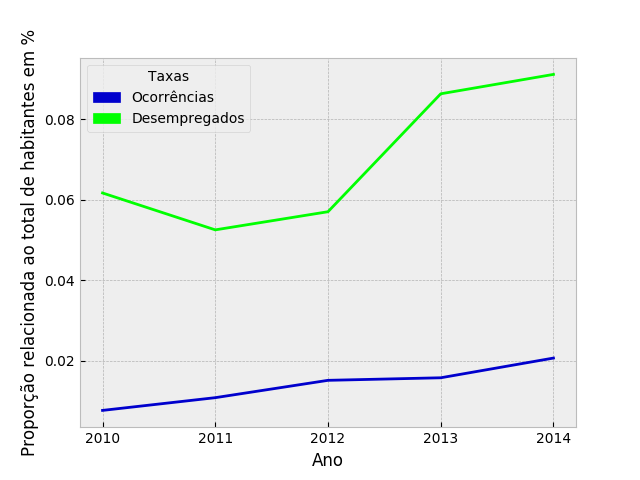 Proporção relacionada ao total de habitantes em %
Taxas
Ocorrências
Desempregados
0.08
0.06
0.04
0.02
2010 2011 2012 2013 2014
Ano